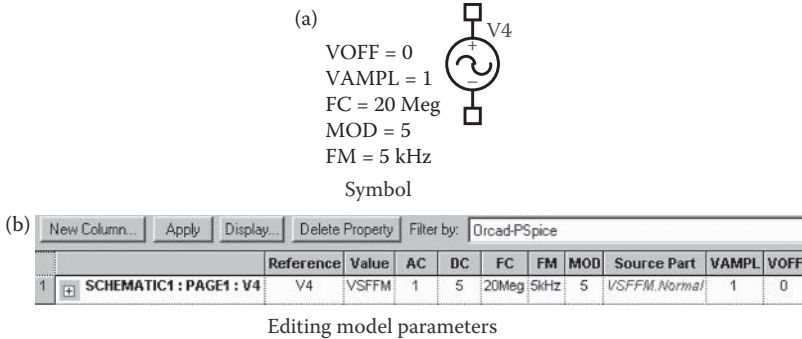 (a)
V4
+
VOFF = 0
VAMPL = 1
FC = 20 Meg
MOD = 5
FM = 5 kHz
–
Symbol
(b)
New Column... Apply Display... Delete Property Filter by: Orcad-PSpice
Reference Value AC DC FC FM MOD Source Part VAMPL VOFF
1 + SCHEMATIC1 : PAGE1 : V4 V4 VSFFM 1 5 20Meg 5kHz 5 VSFFM.Normal 1 0
Editing model parameters